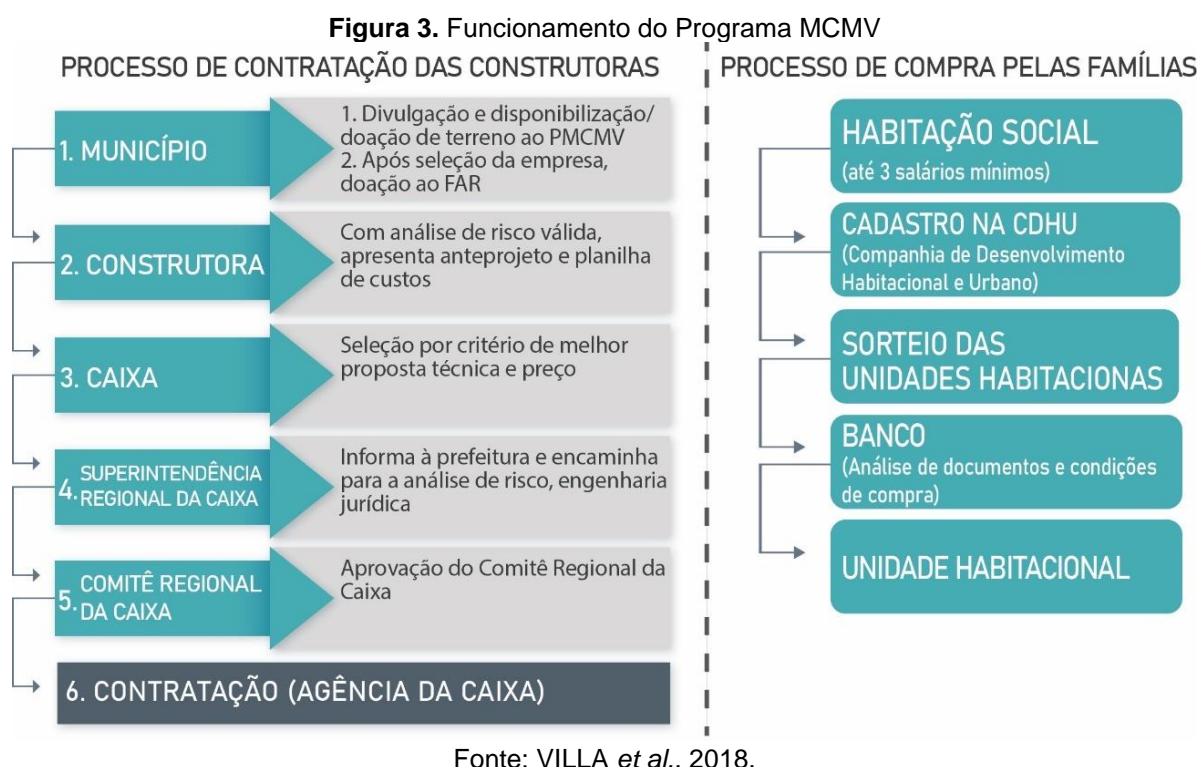 Figura 3. Funcionamento do Programa MCMV
PROCESSO DE CONTRATAÇÃO DAS CONSTRUTORAS
1. MUNICÍPIO
1. Divulgação e disponibilização/
doação de terreno ao PMCMV
2. Após seleção da empresa,
doação ao FAR
2. CONSTRUTORA
Com análise de risco válida,
apresenta anteprojeto e planilha
de custos
3. CAIXA
Seleção por critério de melhor
proposta técnica e preço
4. SUPERINTENDÊNCIA
REGIONAL DA CAIXA
Informa à prefeitura e encaminha
para a análise de risco, engenharia
jurídica
5. COMITÊ REGIONAL
DA CAIXA
Aprovação do Comitê Regional da
Caixa
6. CONTRATAÇÃO (AGÊNCIA DA CAIXA)
PROCESSO DE COMPRA PELAS FAMÍLIAS
HABITAÇÃO SOCIAL
(até 3 salários mínimos)
CADASTRO NA CDHU
(Companhia de Desenvolvimento
Habitacional e Urbano)
SORTEIO DAS
UNIDADES HABITACIONAS
BANCO
(Análise de documentos e condições
de compra)
UNIDADE HABITACIONAL
Fonte: VILLA et al., 2018.